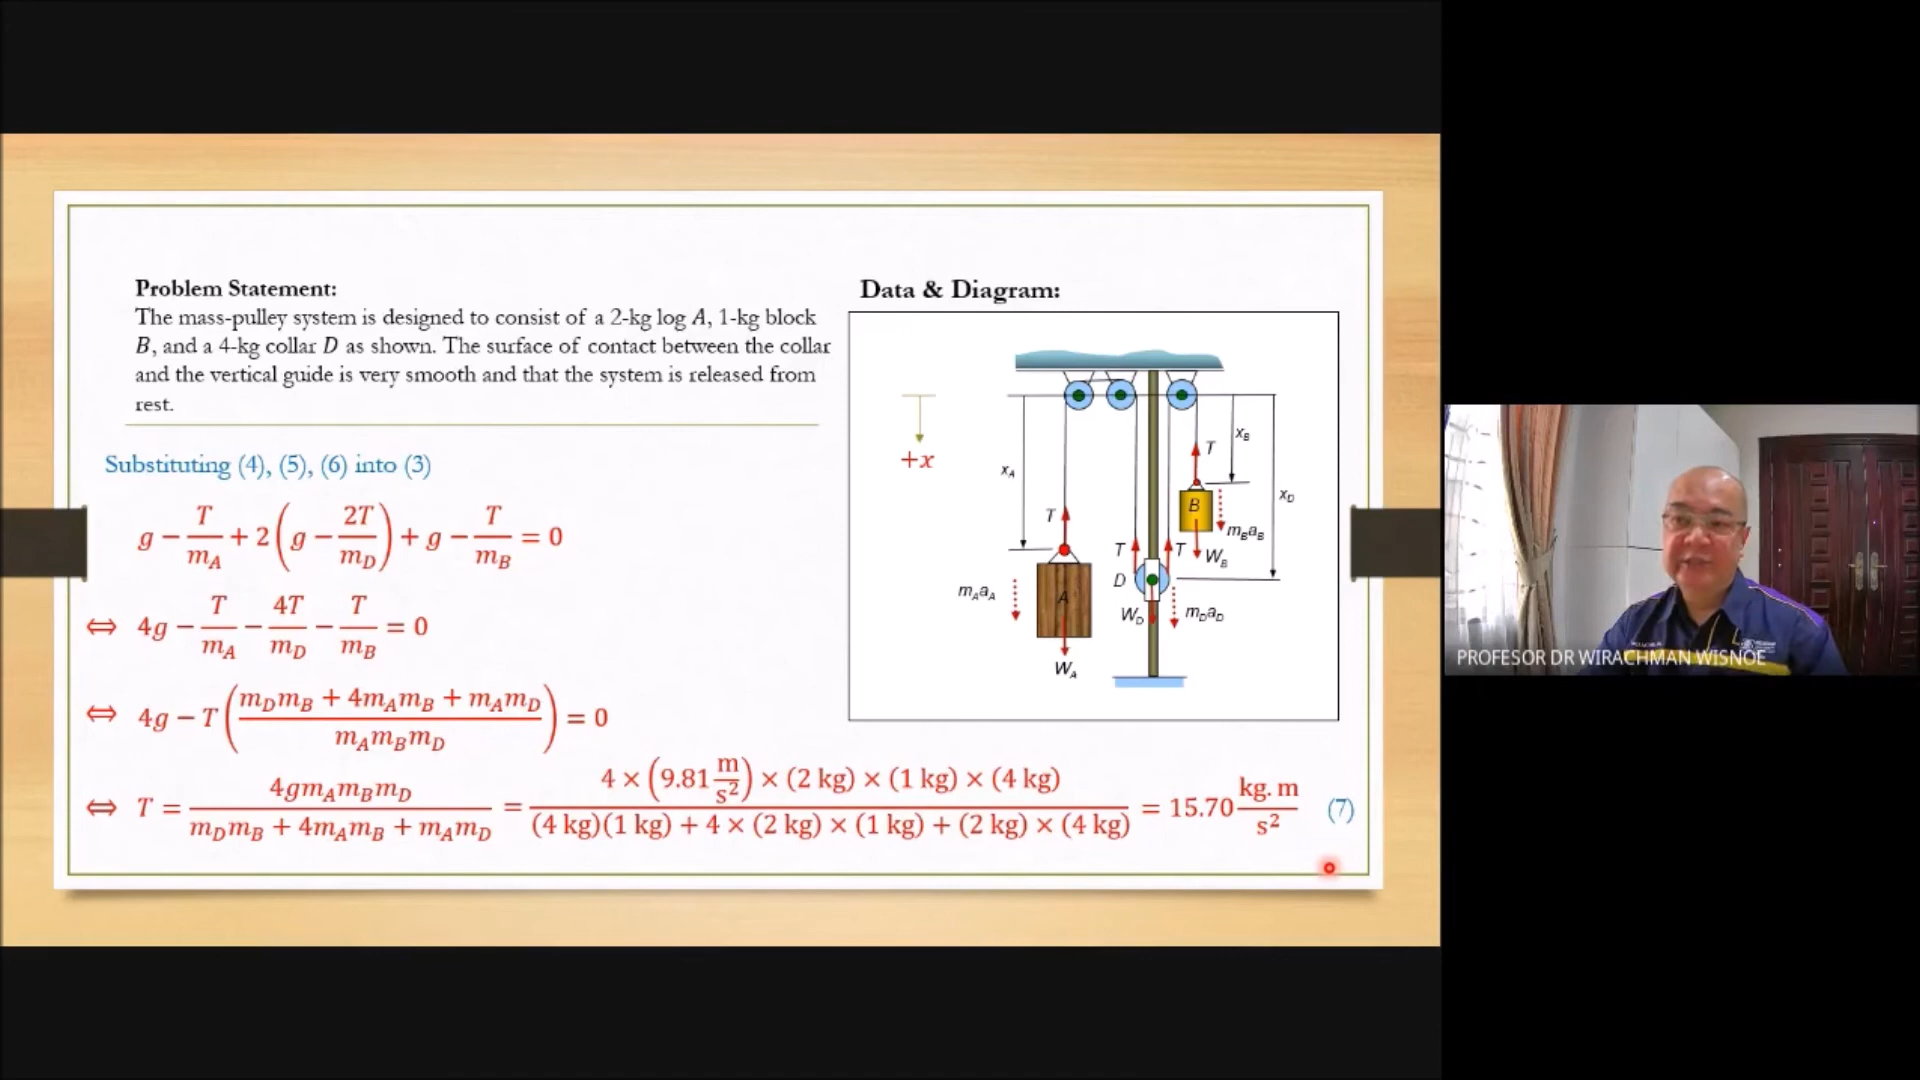 Problem Statement:
The mass-pulley system is designed to consist of a 2-kg log A, 1-kg block
B, and a 4-kg collar D as shown. The surface of contact between the collar
and the vertical guide is very smooth and that the system is released from
rest.
Substituting (4), (5), (6) into (3)
g − T/m_A + 2(g − 2T/m_D) + g − T/m_B = 0
⇔ 4g − T/m_A − 4T/m_D − T/m_B = 0
⇔ 4g − T((m_D m_B + 4m_A m_B + m_A m_D)/(m_A m_B m_D)) = 0
⇔ T = (4g m_A m_B m_D)/(m_D m_B + 4m_A m_B + m_A m_D) = (4 × (9.81 m/s²) × (2 kg) × (1 kg) × (4 kg))/((4 kg)(1 kg) + 4 × (2 kg) × (1 kg) + (2 kg) × (4 kg)) = 15.70 kg.m/s² (7)
Data & Diagram:
+x
x_A
x_B
x_D
T
B
m_B a_B
W_B
T
T
T
D
m_A a_A
A
W_D
m_D a_D
W_A
PROFESOR DR WIRACHMAN WISNOE